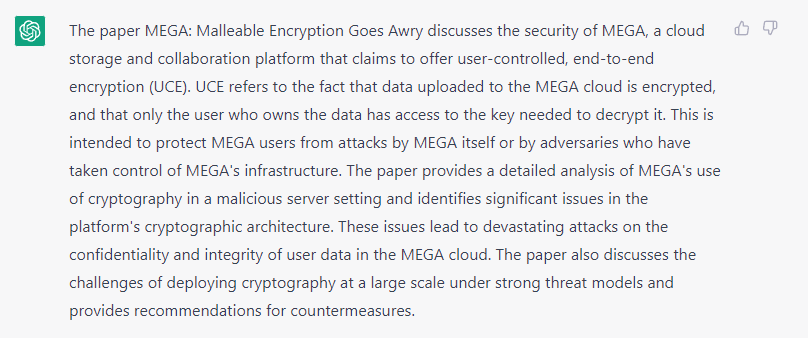 The paper MEGA: Malleable Encryption Goes Awry discusses the security of MEGA, a cloud
storage and collaboration platform that claims to offer user-controlled, end-to-end
encryption (UCE). UCE refers to the fact that data uploaded to the MEGA cloud is encrypted,
and that only the user who owns the data has access to the key needed to decrypt it. This is
intended to protect MEGA users from attacks by MEGA itself or by adversaries who have
taken control of MEGA's infrastructure. The paper provides a detailed analysis of MEGA's use
of cryptography in a malicious server setting and identifies significant issues in the
platform's cryptographic architecture. These issues lead to devastating attacks on the
confidentiality and integrity of user data in the MEGA cloud. The paper also discusses the
challenges of deploying cryptography at a large scale under strong threat models and
provides recommendations for countermeasures.